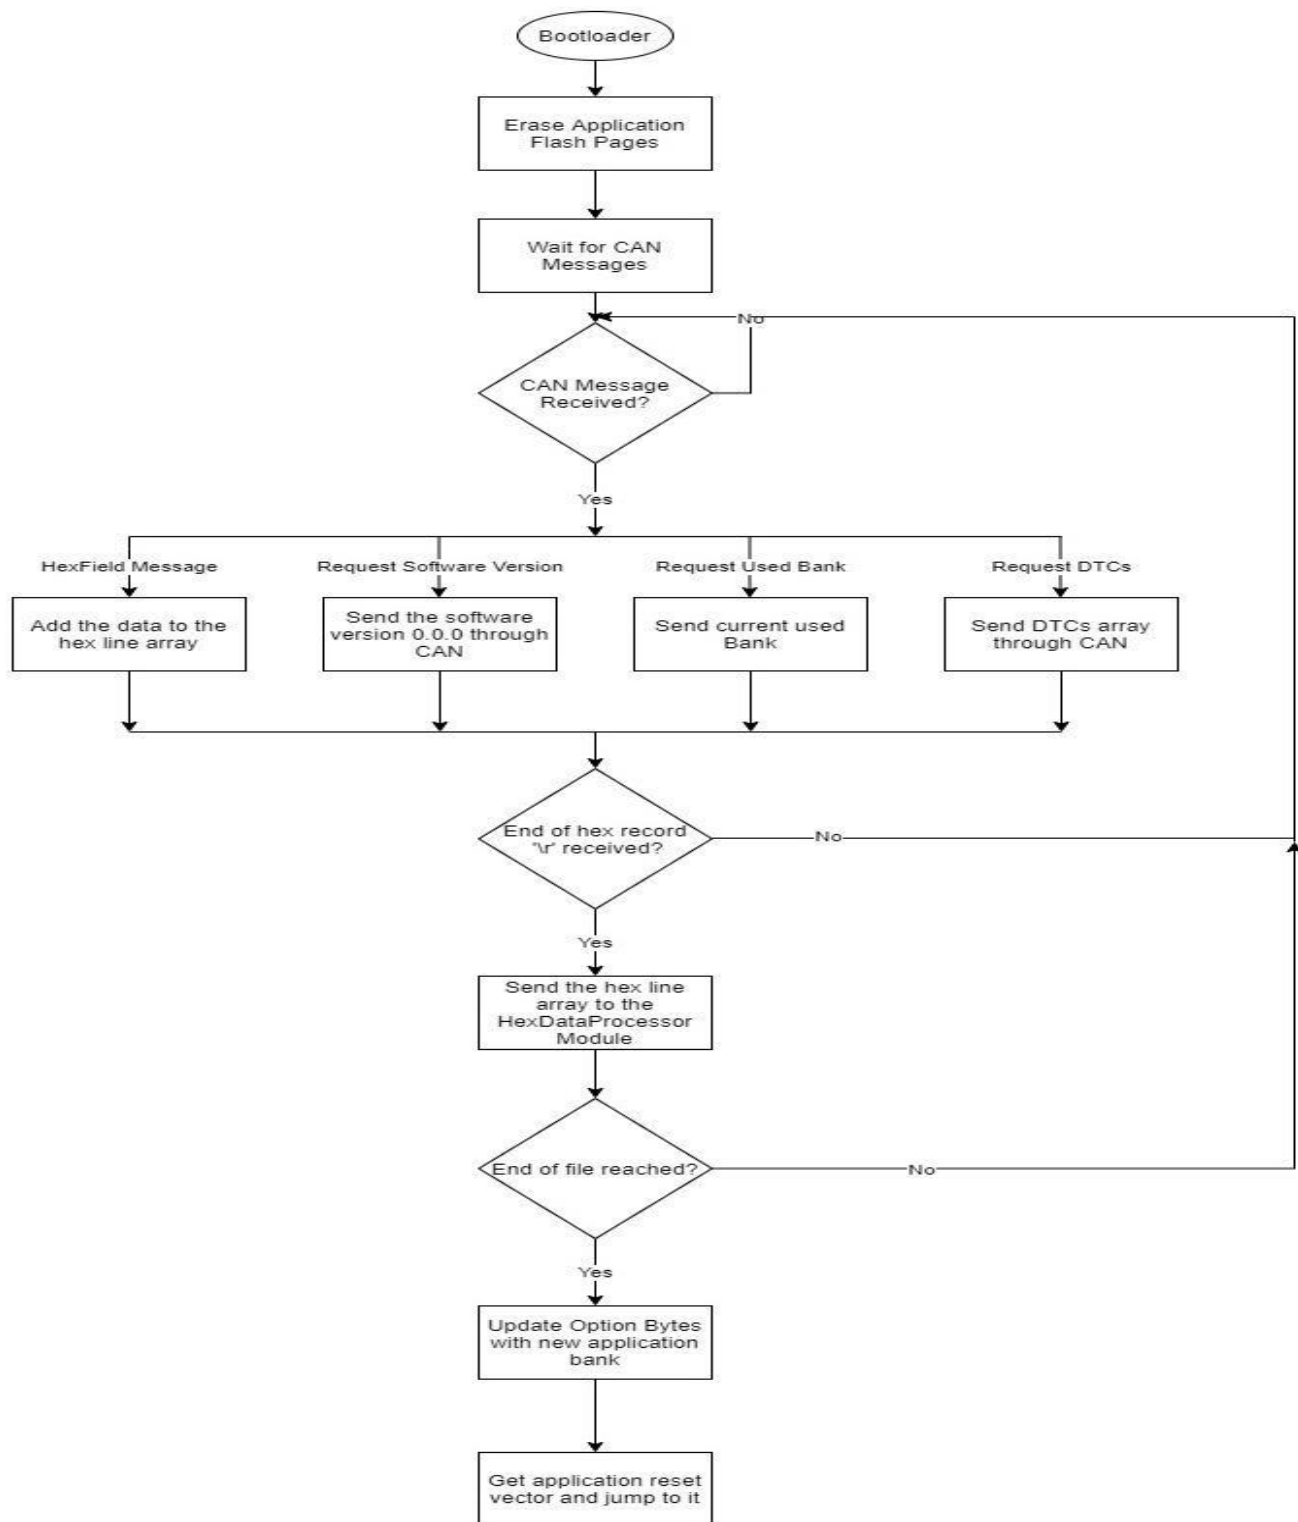 Bootloader
Erase Application
Flash Pages
Wait for CAN
Messages
No
CAN Message
Received?
Yes
HexField Message
Request Software Version
Request Used Bank
Request DTCs
Add the data to the
hex line array
Send the software
version 0.0.0 through
CAN
Send current used
Bank
Send DTCs array
through CAN
End of hex record
'\r' received?
No
Yes
Send the hex line
array to the
HexDataProcessor
Module
End of file reached?
No
Yes
Update Option Bytes
with new application
bank
Get application reset
vector and jump to it